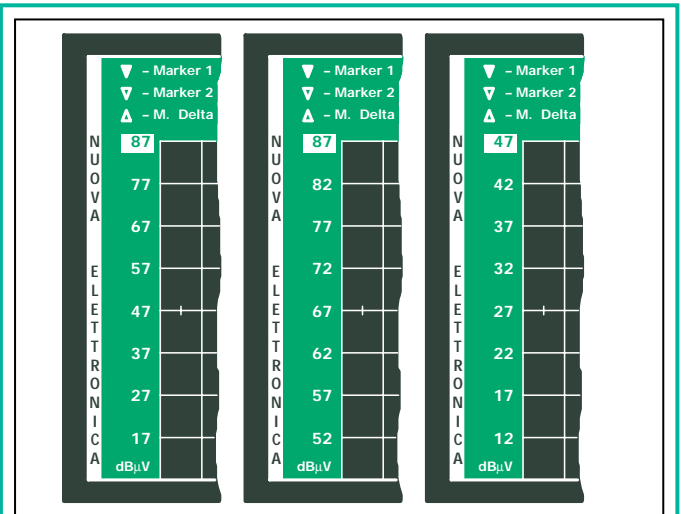 – Marker 1
– Marker 2
– M. Delta
87
77
67
57
47
37
27
17
dBµV
NUOVA ELETTRONICA
– Marker 1
– Marker 2
– M. Delta
87
82
77
72
67
62
57
52
dBµV
NUOVA ELETTRONICA
– Marker 1
– Marker 2
– M. Delta
47
42
37
32
27
22
17
12
dBµV
NUOVA ELETTRONICA